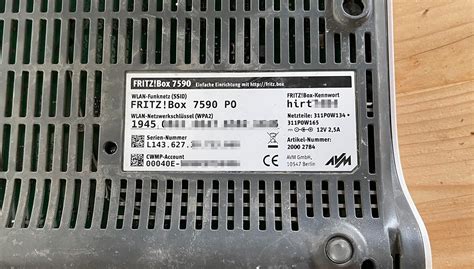 FRITZ!Box 7590 Einfache Einrichtung mit http://fritz.box
WLAN-Funknetz (SSID)
FRITZ!Box 7590 PO
WLAN-Netzwerkschlüssel (WPA2)
1945.
Serien-Nummer
L143.627.
CWMP-Account
00040E-
FRITZ!Box-Kennwort
hirt
Netzteile: 311P0W134 •
311P0W165
12V 2,5A
Artikel-Nummer:
2000 2784
CE
AVM GmbH,
10547 Berlin
AVM